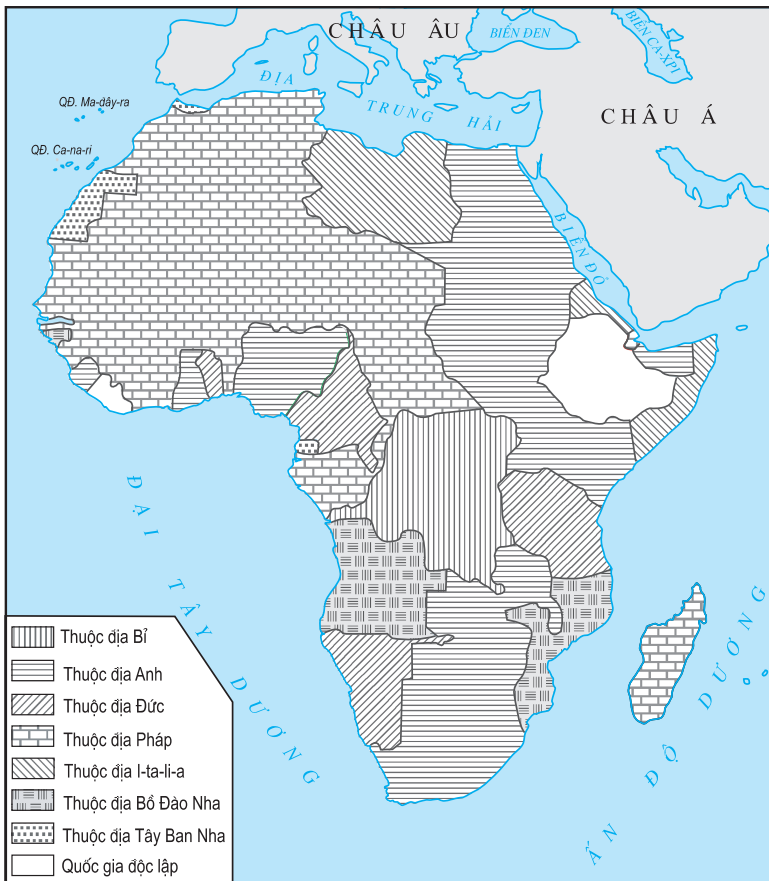 CHÂU ÂU
BIỂN ĐEN
BIỂN CA-XPI
ĐỊA
TRUNG HẢI
CHÂU Á
QĐ. Ma-đây-ra
QĐ. Ca-na-ri
BIỂN ĐỎ
ĐẠI TÂY DƯƠNG
ẤN ĐỘ DƯƠNG
Thuộc địa Bỉ
Thuộc địa Anh
Thuộc địa Đức
Thuộc địa Pháp
Thuộc địa I-ta-li-a
Thuộc địa Bồ Đào Nha
Thuộc địa Tây Ban Nha
Quốc gia độc lập